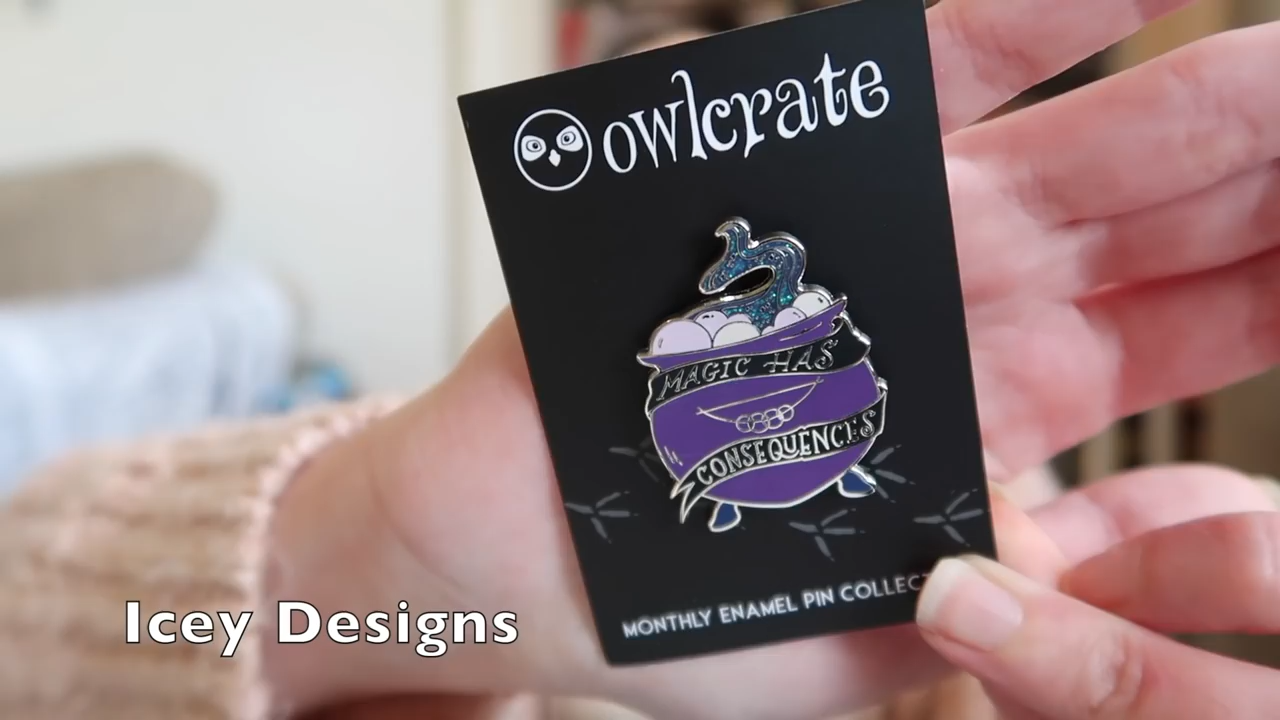 owlcrate
MAGIC HAS
CONSEQUENCES
MONTHLY ENAMEL PIN COLLEC
Icey Designs